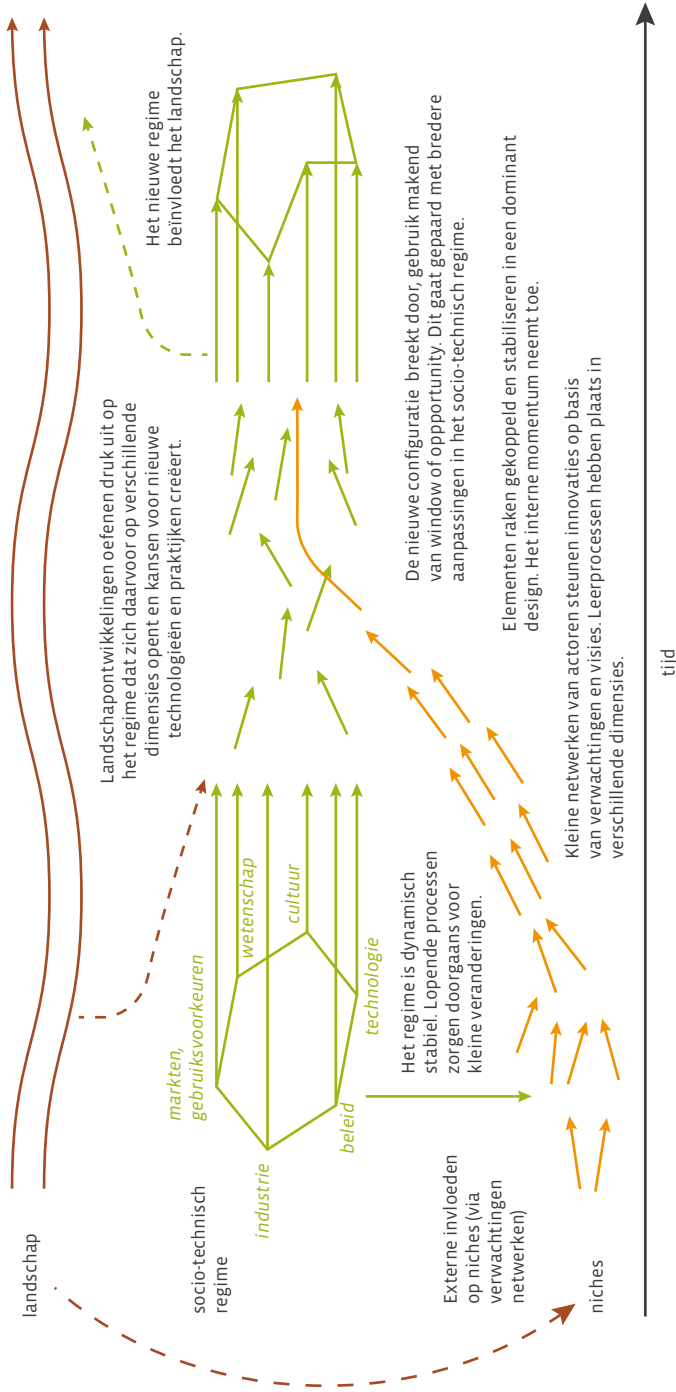 landschap
Landschapontwikkelingen oefenen druk uit op
het regime dat zich daarvoor op verschillende
dimensies opent en kansen voor nieuwe
technologieën en praktijken creëert.
Het nieuwe regime
beïnvloedt het landschap.
socio-technisch
regime
markten,
gebruiksvoorkeuren
wetenschap
cultuur
industrie
beleid
technologie
Externe invloeden
op niches (via
verwachtingen
netwerken)
Het regime is dynamisch
stabiel. Lopende processen
zorgen doorgaans voor
kleine veranderingen.
De nieuwe configuratie breekt door, gebruik makend
van window of oppportunity. Dit gaat gepaard met bredere
aanpassingen in het socio-technisch regime.
Elementen raken gekoppeld en stabiliseren in een dominant
design. Het interne momentum neemt toe.
niches
Kleine netwerken van actoren steunen innovaties op basis
van verwachtingen en visies. Leerprocessen hebben plaats in
verschillende dimensies.
tijd